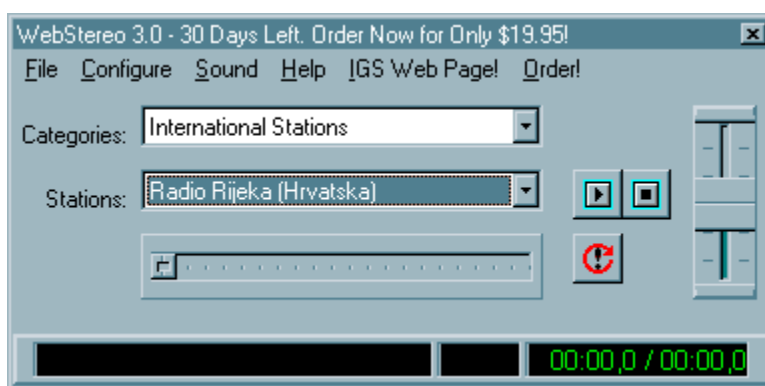 WebStereo 3.0 - 30 Days Left. Order Now for Only $19.95!
File Configure Sound Help IGS Web Page! Order!
Categories: International Stations
Stations: Radio Rijeka (Hrvatska)
00:00,0 / 00:00,0